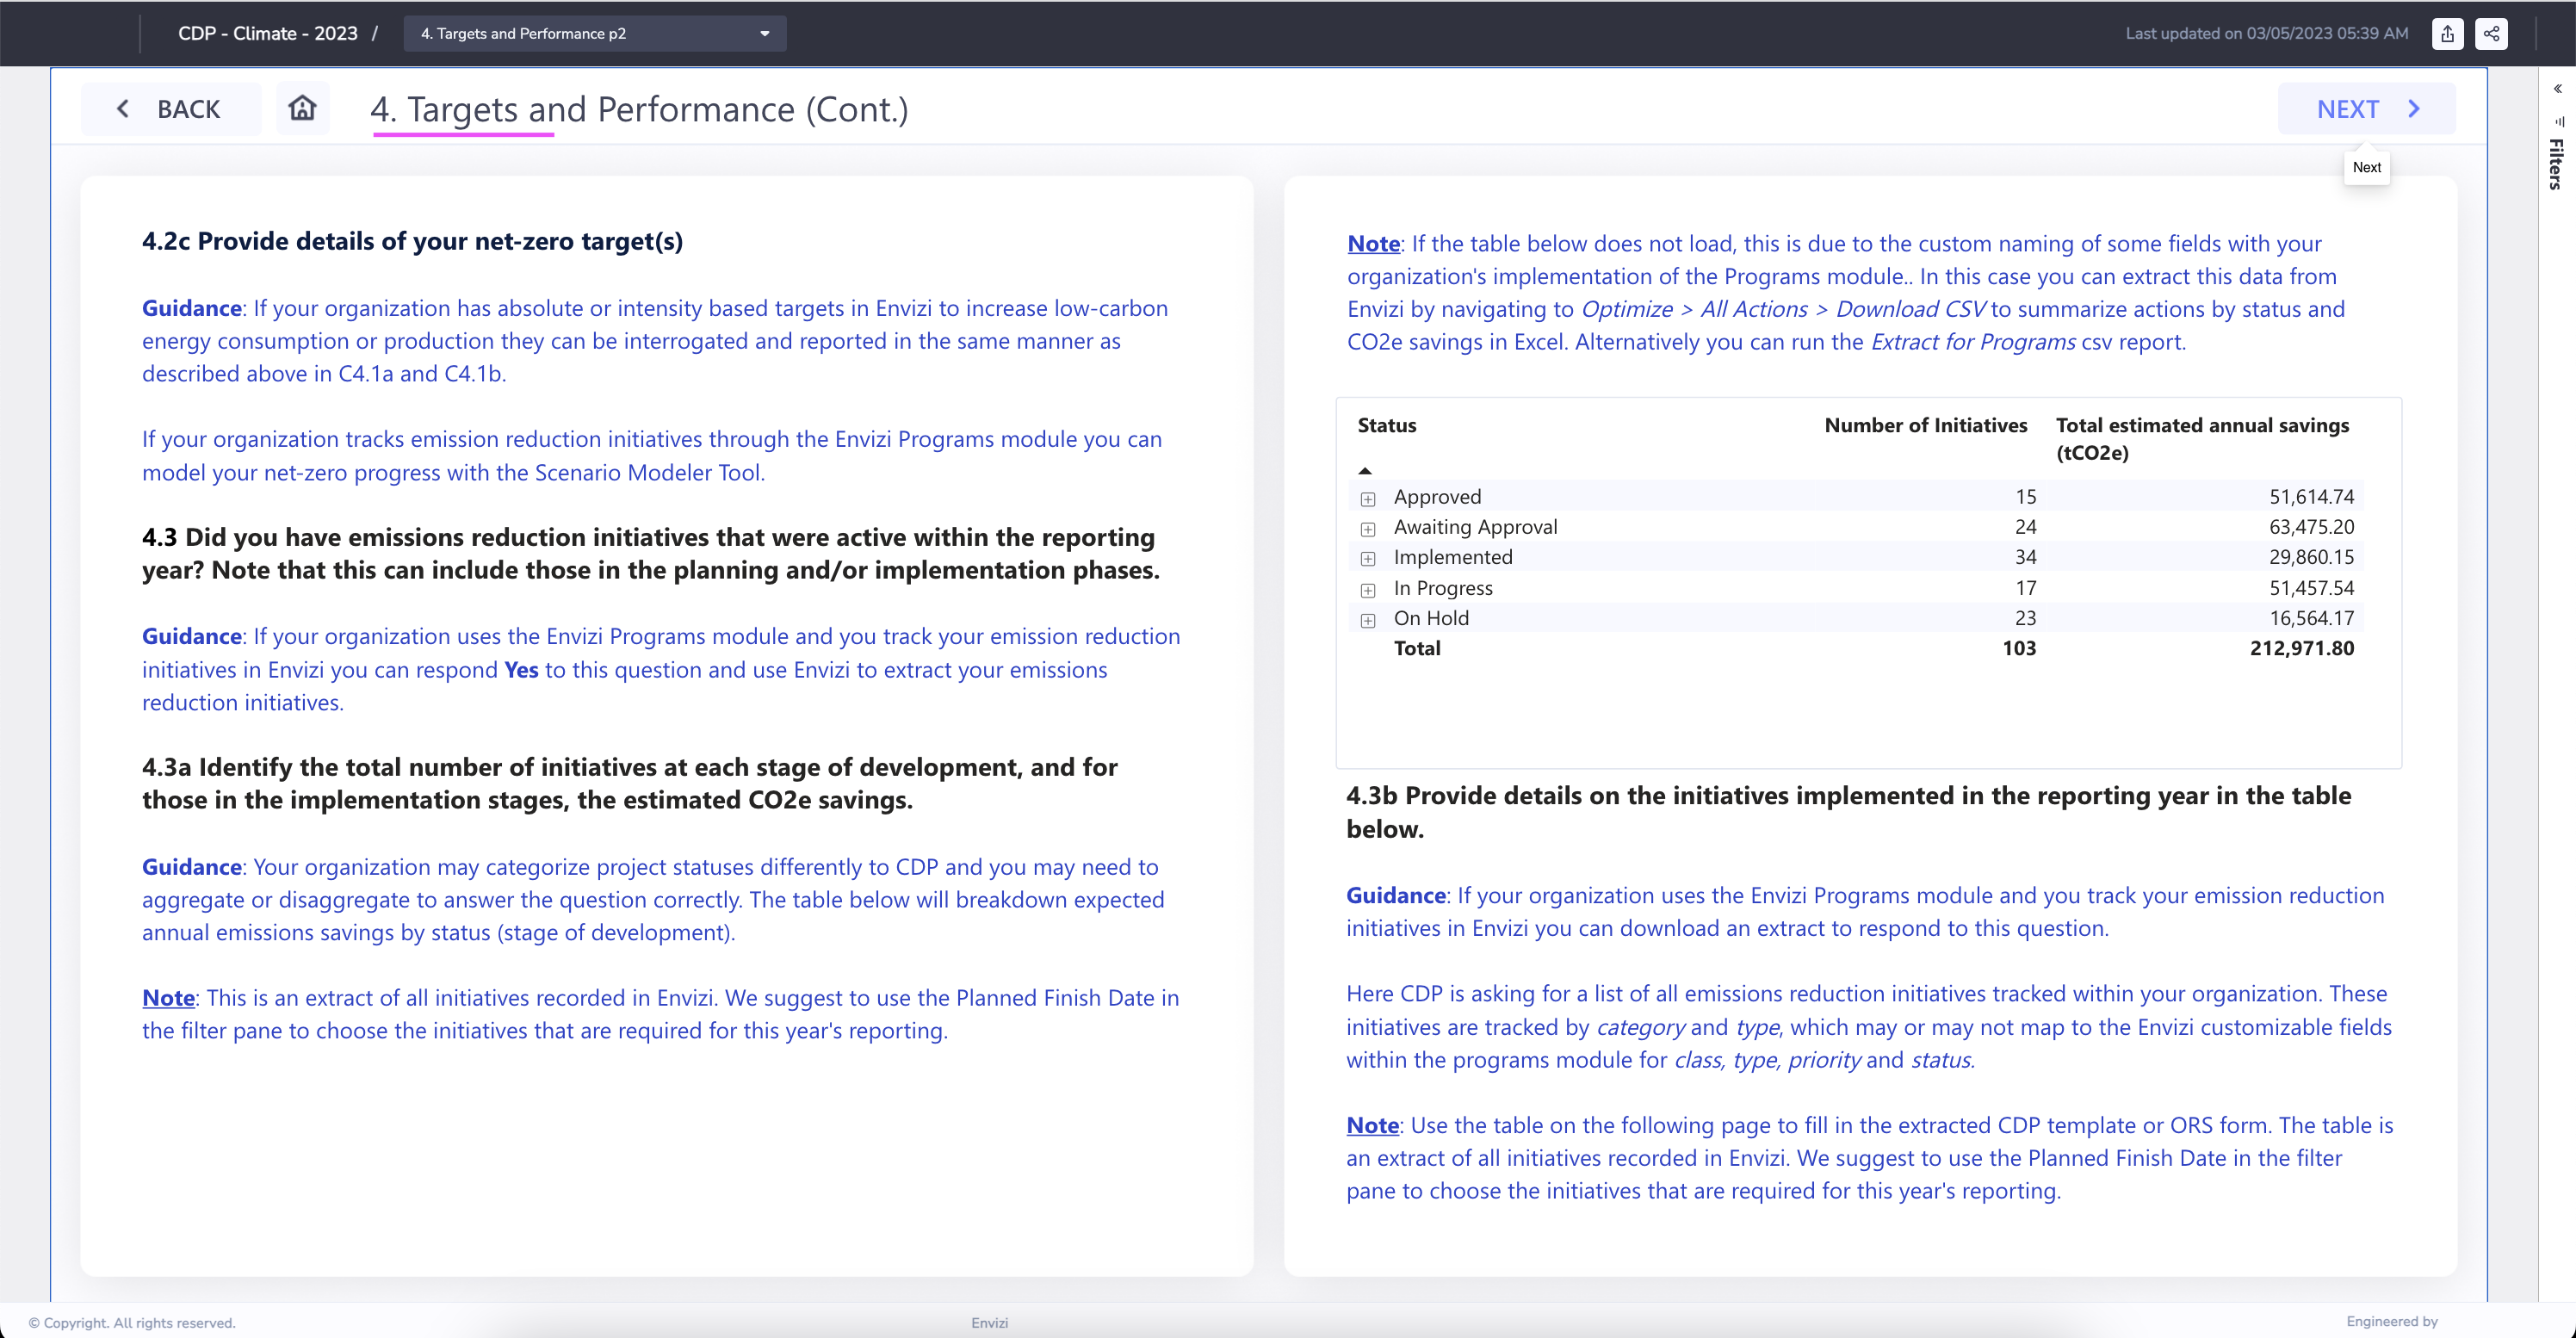 CDP - Climate - 2023 / 4. Targets and Performance p2
Last updated on 03/05/2023 05:39 AM
BACK
4. Targets and Performance (Cont.)
NEXT
Next
Filters
4.2c Provide details of your net-zero target(s)
Guidance: If your organization has absolute or intensity based targets in Envizi to increase low-carbon
energy consumption or production they can be interrogated and reported in the same manner as
described above in C4.1a and C4.1b.
If your organization tracks emission reduction initiatives through the Envizi Programs module you can
model your net-zero progress with the Scenario Modeler Tool.
4.3 Did you have emissions reduction initiatives that were active within the reporting
year? Note that this can include those in the planning and/or implementation phases.
Guidance: If your organization uses the Envizi Programs module and you track your emission reduction
initiatives in Envizi you can respond Yes to this question and use Envizi to extract your emissions
reduction initiatives.
4.3a Identify the total number of initiatives at each stage of development, and for
those in the implementation stages, the estimated CO2e savings.
Guidance: Your organization may categorize project statuses differently to CDP and you may need to
aggregate or disaggregate to answer the question correctly. The table below will breakdown expected
annual emissions savings by status (stage of development).
Note: This is an extract of all initiatives recorded in Envizi. We suggest to use the Planned Finish Date in
the filter pane to choose the initiatives that are required for this year's reporting.
Note: If the table below does not load, this is due to the custom naming of some fields with your
organization's implementation of the Programs module.. In this case you can extract this data from
Envizi by navigating to Optimize > All Actions > Download CSV to summarize actions by status and
CO2e savings in Excel. Alternatively you can run the Extract for Programs csv report.
Status Number of Initiatives Total estimated annual savings
(tCO2e)
Approved 15 51,614.74
Awaiting Approval 24 63,475.20
Implemented 34 29,860.15
In Progress 17 51,457.54
On Hold 23 16,564.17
Total 103 212,971.80
4.3b Provide details on the initiatives implemented in the reporting year in the table
below.
Guidance: If your organization uses the Envizi Programs module and you track your emission reduction
initiatives in Envizi you can download an extract to respond to this question.
Here CDP is asking for a list of all emissions reduction initiatives tracked within your organization. These
initiatives are tracked by category and type, which may or may not map to the Envizi customizable fields
within the programs module for class, type, priority and status.
Note: Use the table on the following page to fill in the extracted CDP template or ORS form. The table is
an extract of all initiatives recorded in Envizi. We suggest to use the Planned Finish Date in the filter
pane to choose the initiatives that are required for this year's reporting.
© Copyright. All rights reserved.
Envizi
Engineered by